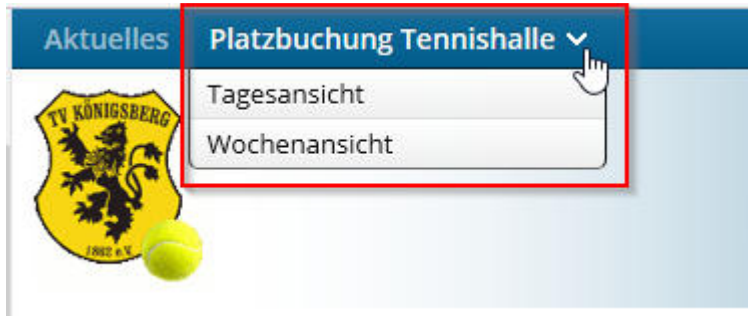 Aktuelles Platzbuchung Tennishalle
Tagesansicht
Wochenansicht
TV KÖNIGSBERG
1862 e.V.